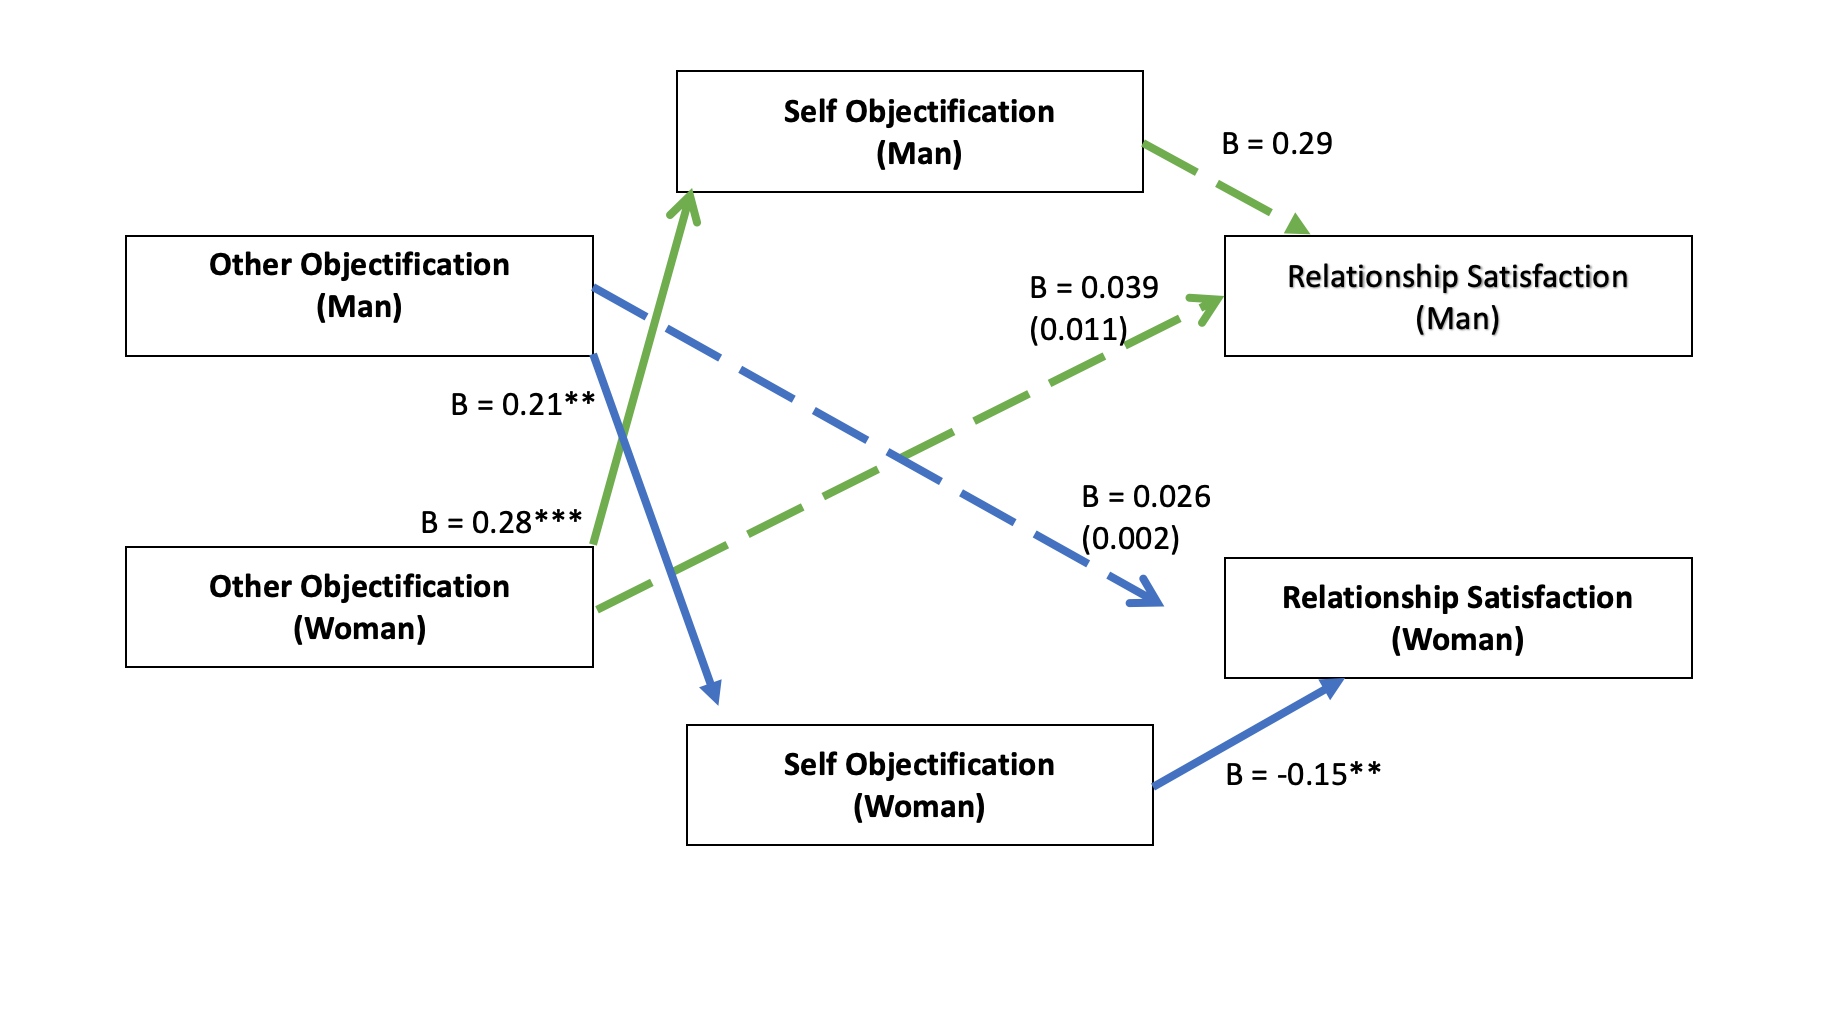 Self Objectification
(Man)
B = 0.29
Other Objectification
(Man)
B = 0.039
(0.011)
Relationship Satisfaction
(Man)
B = 0.21**
B = 0.28***
B = 0.026
(0.002)
Other Objectification
(Woman)
Relationship Satisfaction
(Woman)
Self Objectification
(Woman)
B = -0.15**